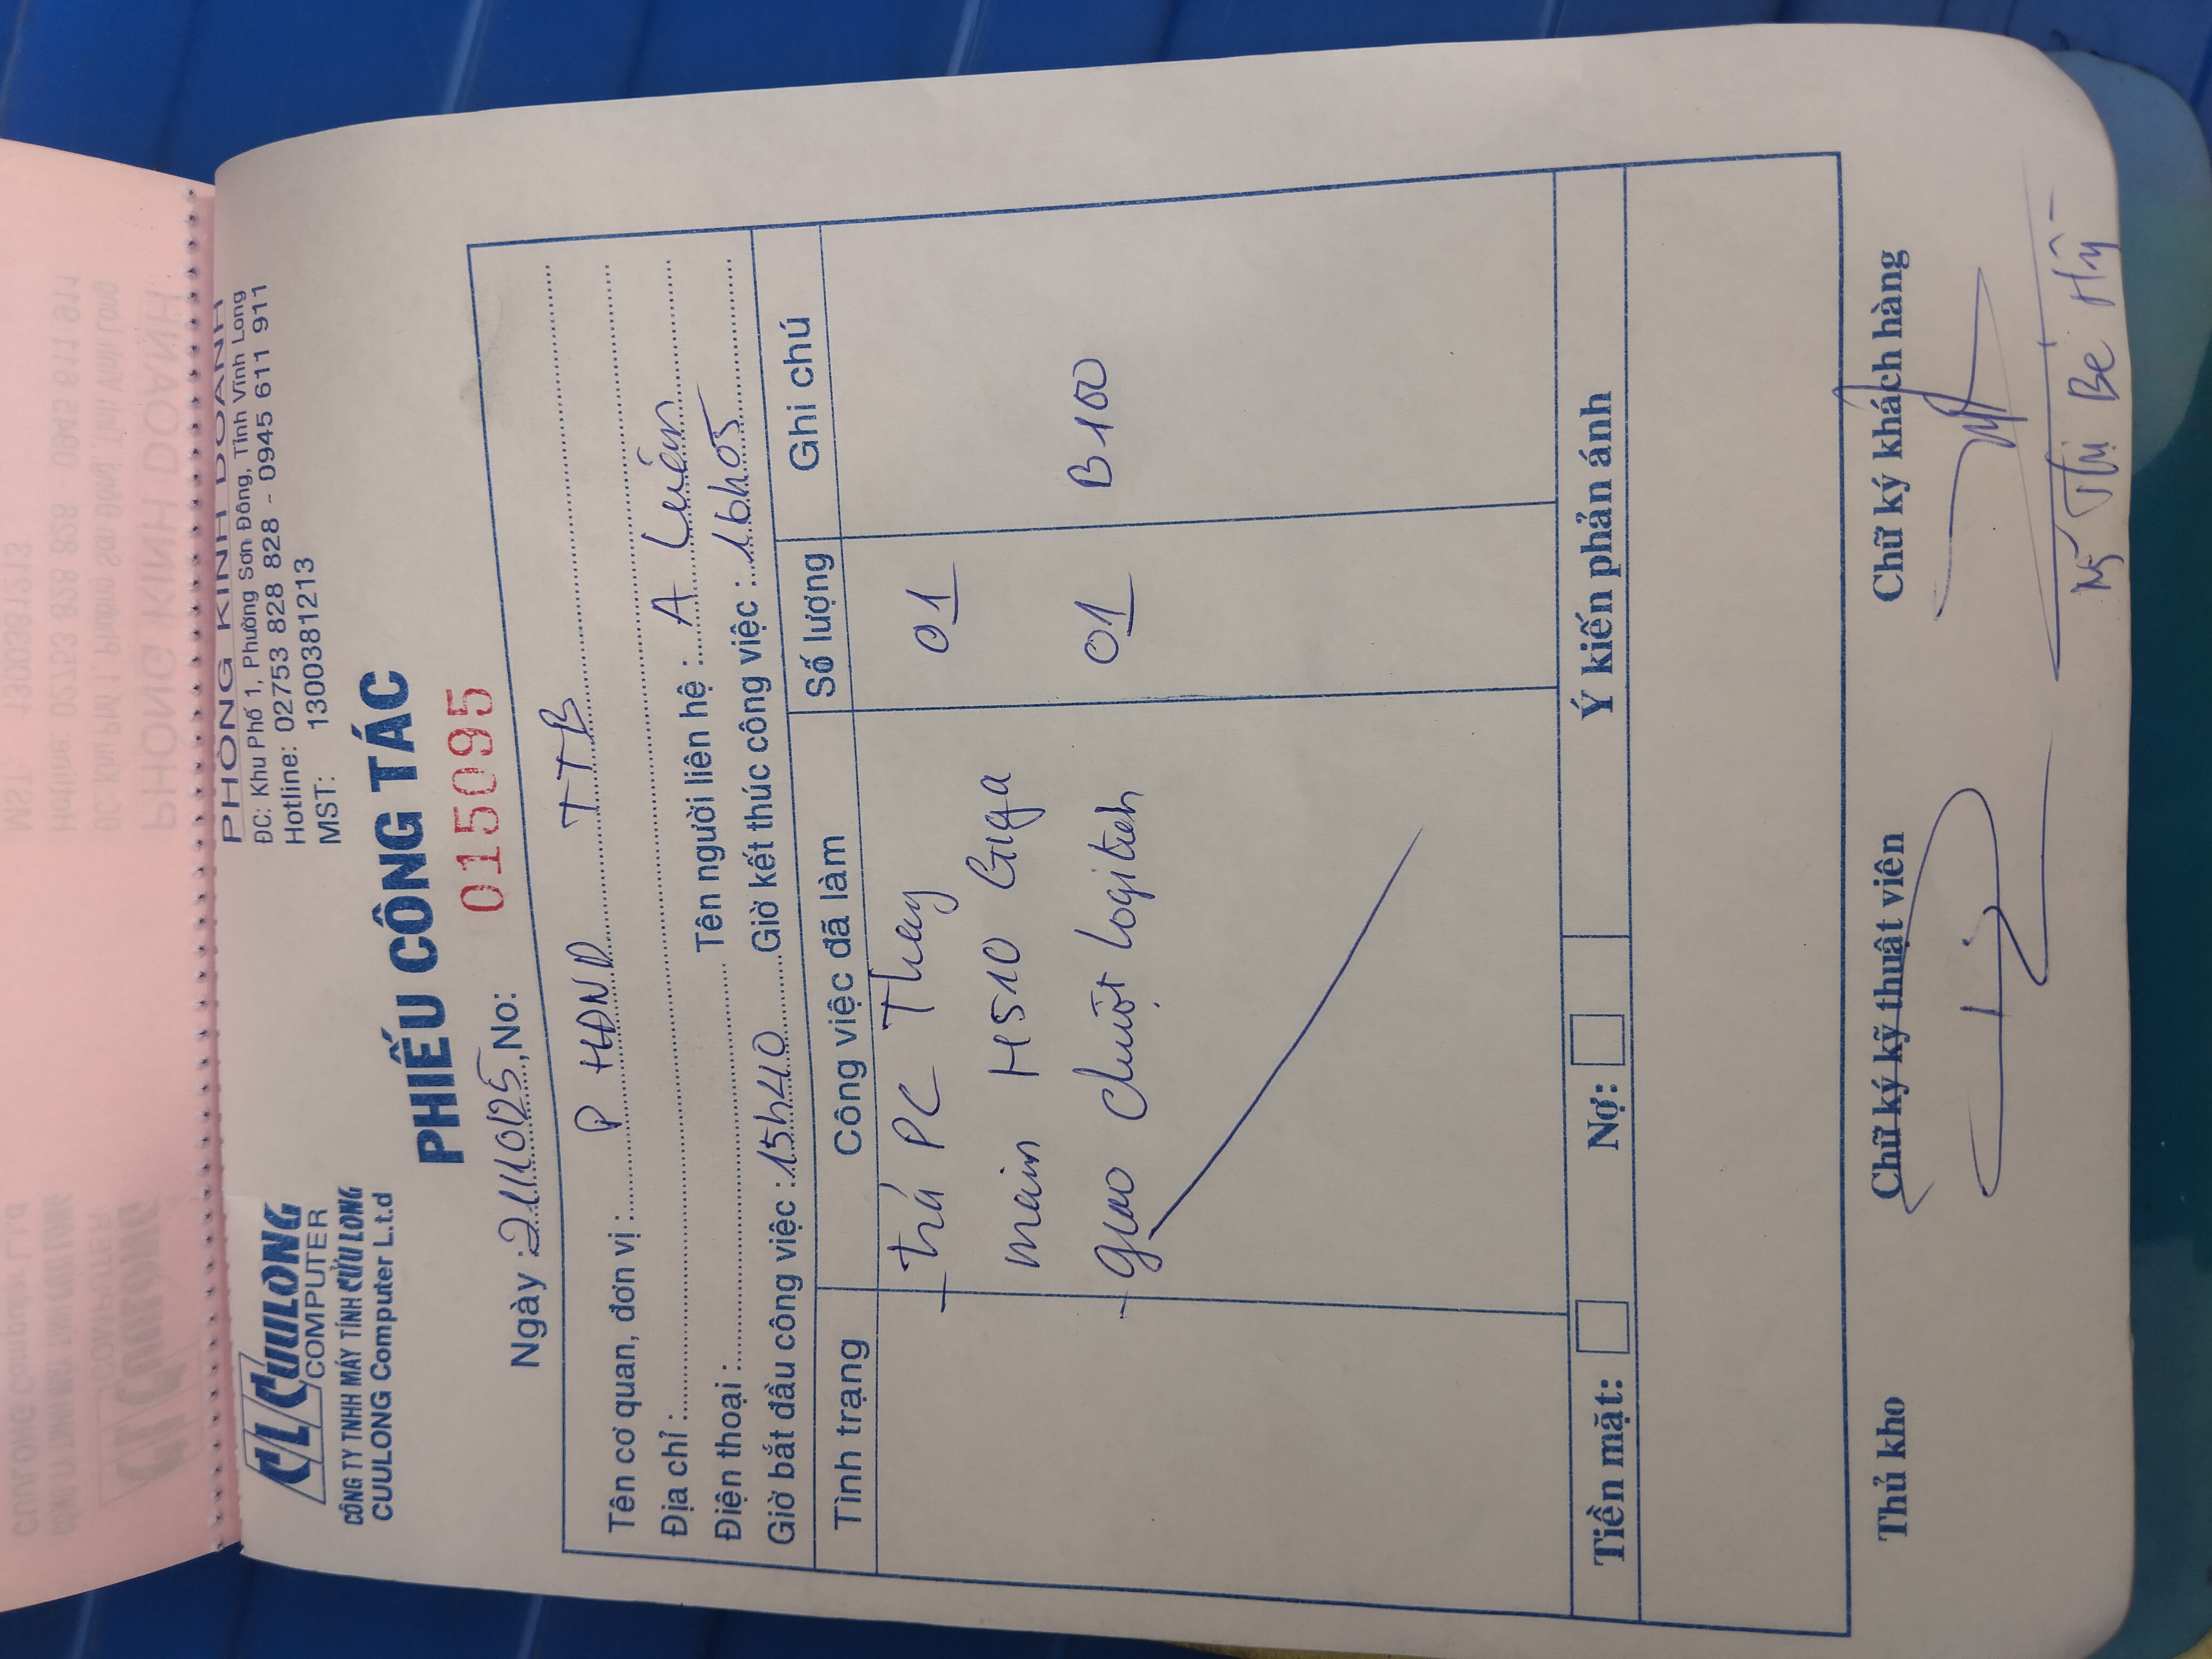 CL CUULONG
COMPUTER
CÔNG TY TNHH MÁY TÍNH CỬU LONG
CUULONG Computer L.t.d
PHÒNG KINH DOANH
ĐC: Khu Phố 1, Phường Sơn Đông, Tỉnh Vĩnh Long
Hotline: 02753 828 828 - 0945 611 911
MST: 1300381213
PHIẾU CÔNG TÁC
Ngày : 21/10/25, No: 015095
Tên cơ quan, đơn vị : P HĐND TTB
Địa chỉ :
Điện thoại : Tên người liên hệ : A Luên
Giờ bắt đầu công việc : 15h40 Giờ kết thúc công việc : 16h05
Tình trạng Công việc đã làm Số lượng Ghi chú
- Trả PC Thay 01
main H510 Giga
- giao chuột Logitech 01 B100
Tiền mặt: Nợ: Ý kiến phản ánh
Thủ kho Chữ ký kỹ thuật viên Chữ ký khách hàng
Thị Bé